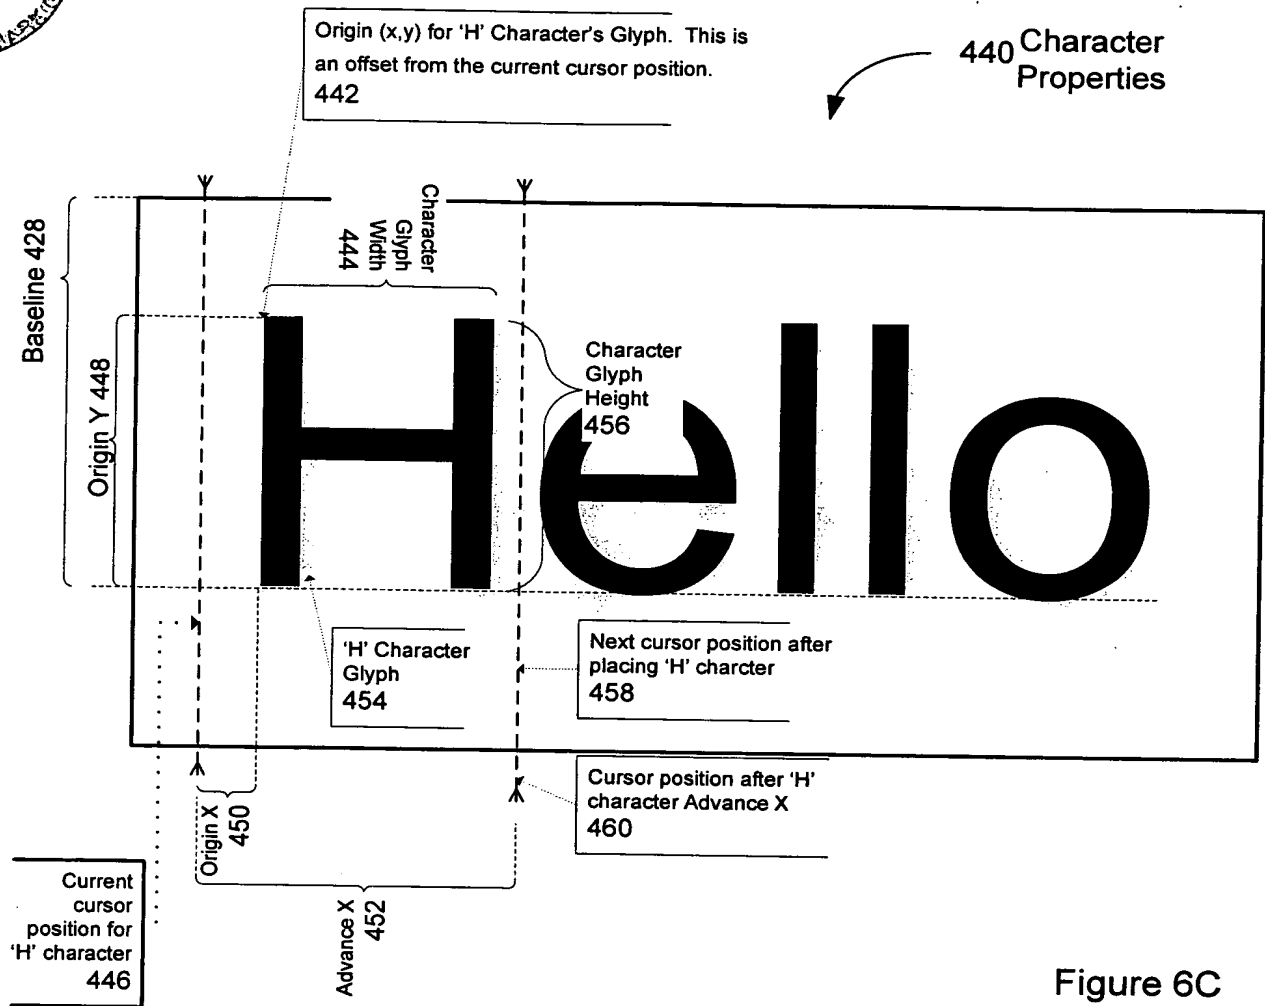 Origin (x,y) for 'H' Character's Glyph. This is
an offset from the current cursor position.
442
440 Character
Properties
Baseline 428
Origin Y 448
Character
Glyph
Width
444
Character
Glyph
Height
456
Hello
'H' Character
Glyph
454
Next cursor position after
placing 'H' charcter
458
Cursor position after 'H'
character Advance X
460
Origin X
450
Advance X
452
Current
cursor
position for
'H' character
446
Figure 6C